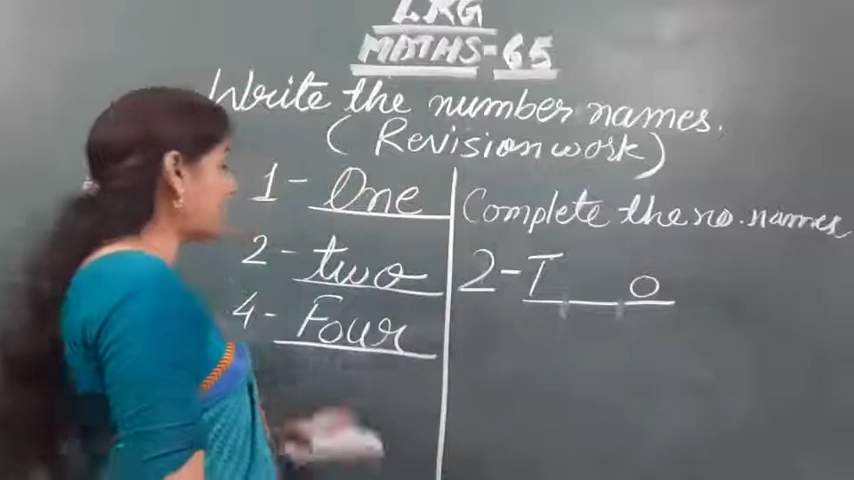 LKG
MATHS-65
Write the number names.
(Revision work)
1 - One
2 - two
4 - Four
Complete the no. names
2 - T _ o